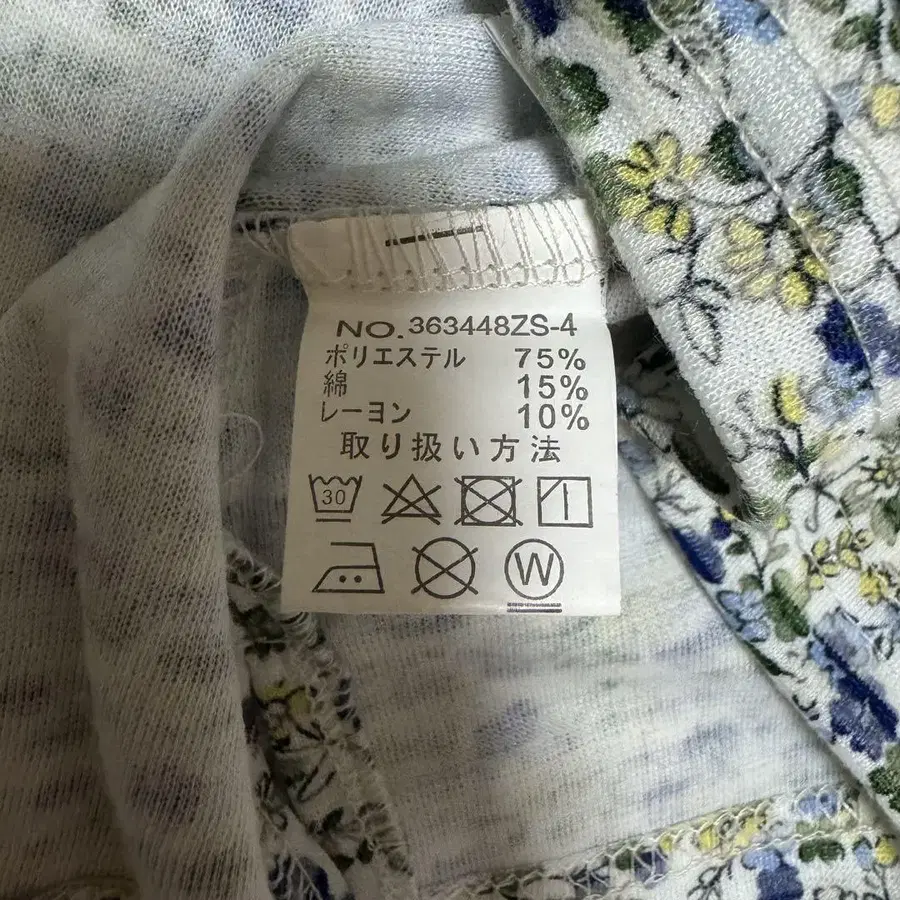 NO.363448ZS-4
ポリエステル 75%
綿 15%
レーヨン 10%
取り扱い方法
30
W